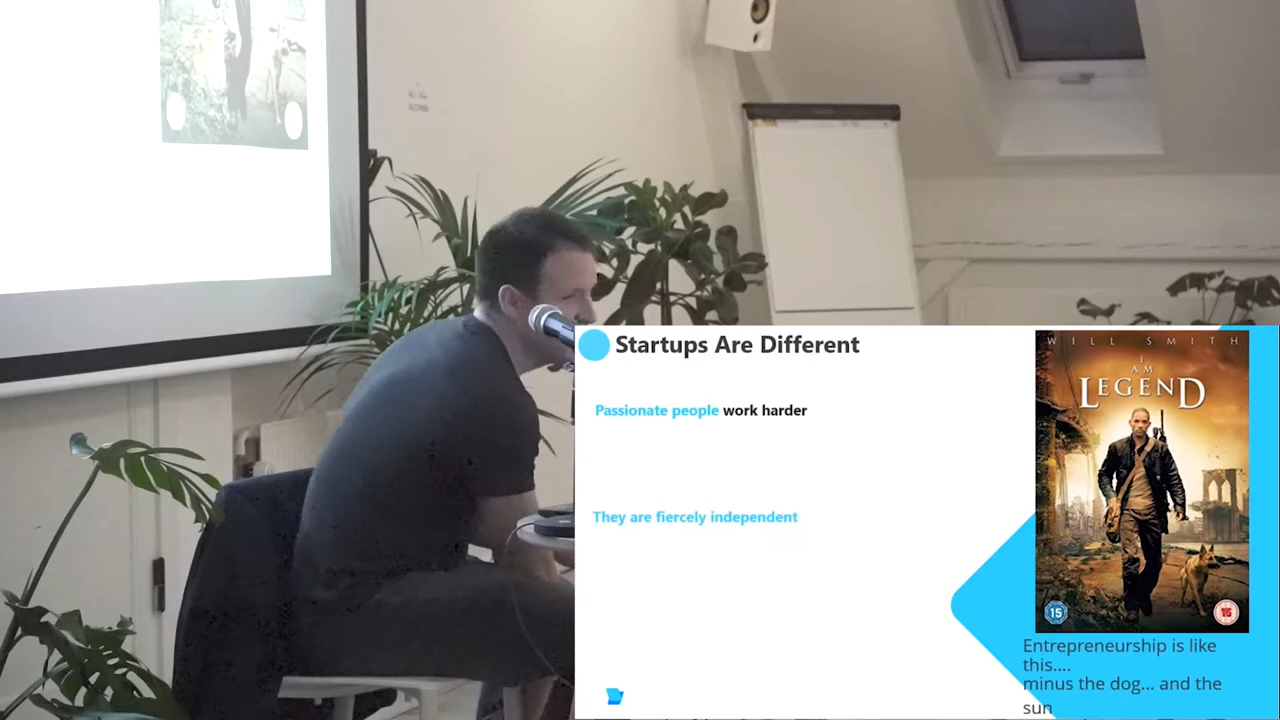 Startups Are Different
Passionate people work harder
They are fiercely independent
WILL SMITH
I
AM
LEGEND
15
15
Entrepreneurship is like
this....
minus the dog... and the
sun